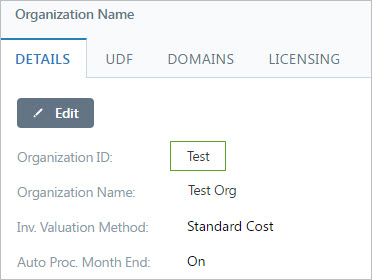 Organization Name
DETAILS UDF DOMAINS LICENSING
Edit
Organization ID: Test
Organization Name: Test Org
Inv. Valuation Method: Standard Cost
Auto Proc. Month End: On